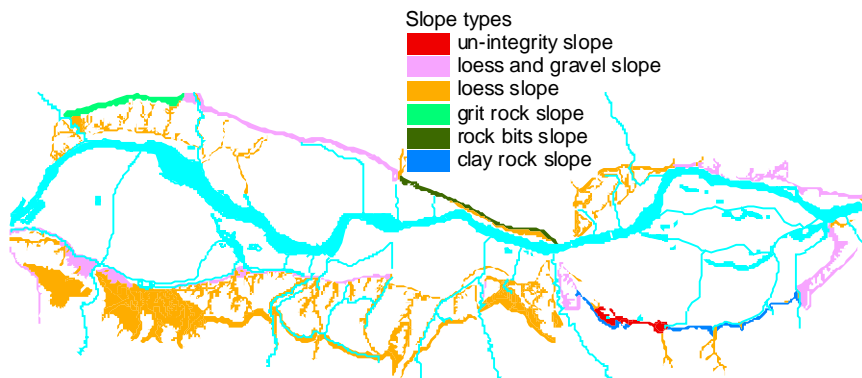 Slope types
un-integrity slope
loess and gravel slope
loess slope
grit rock slope
rock bits slope
clay rock slope